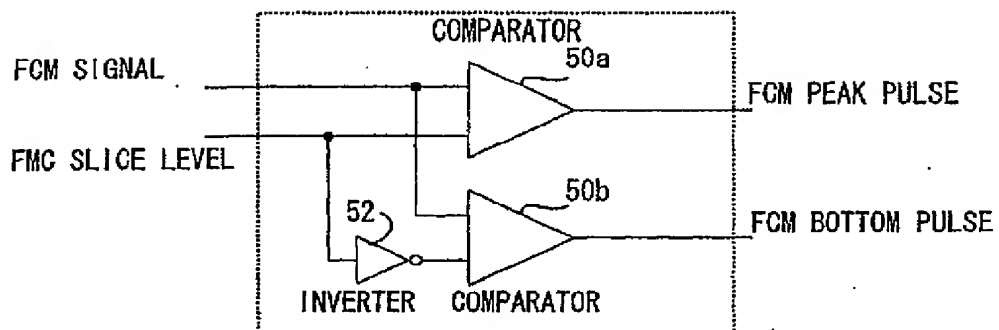 COMPARATOR
50a
FCM SIGNAL
FCM PEAK PULSE
FMC SLICE LEVEL
50b
52
FCM BOTTOM PULSE
INVERTER COMPARATOR